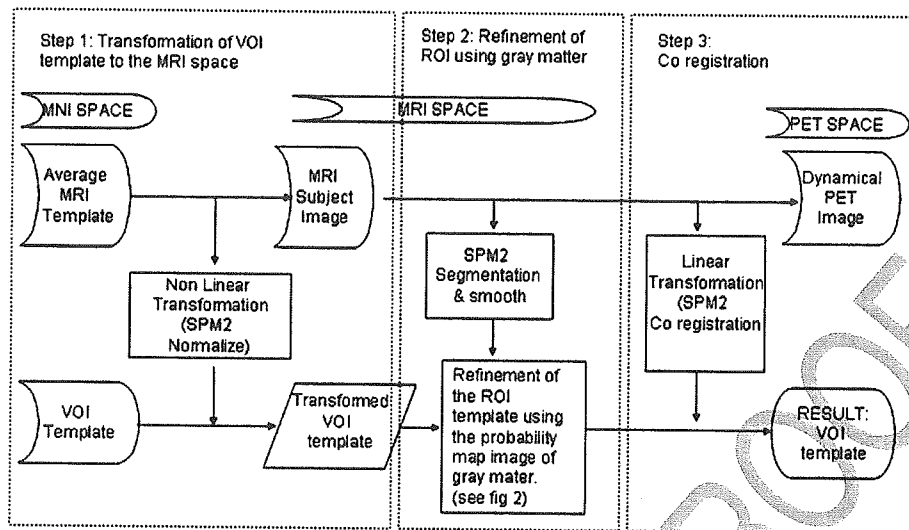 Step 1: Transformation of VOI
template to the MRI space
Step 2: Refinement of
ROI using gray matter
Step 3:
Co registration
MNI SPACE
MRI SPACE
PET SPACE
Average
MRI
Template
MRI
Subject
Image
Dynamical
PET
Image
Non Linear
Transformation
(SPM2
Normalize)
SPM2
Segmentation
& smooth
Linear
Transformation
(SPM2
Co registration)
VOI
Template
Transformed
VOI
template
Refinement of
the ROI
template using
the probability
map image of
gray mater.
(see fig 2)
RESULT:
VOI
template